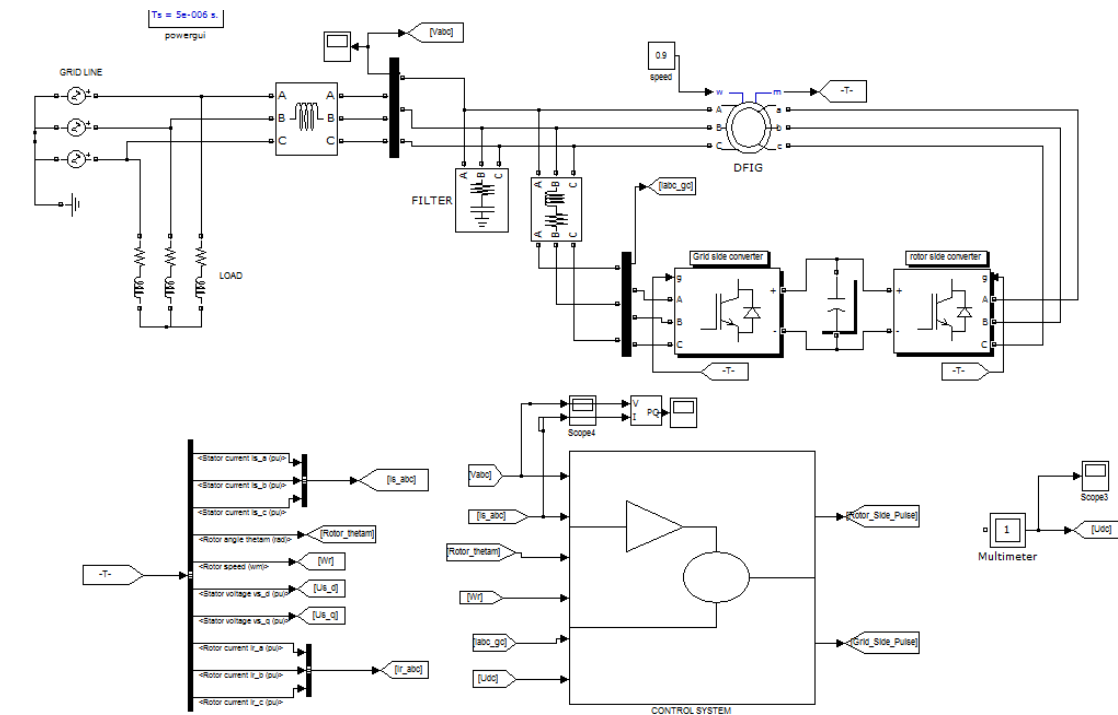 Ts = 5e-006 s.
powergui
[Vabc]
GRID LINE
0.9
speed
w
m
-T-
A
B
C
A
B
C
A
B
C
a
b
c
DFIG
FILTER
A
B
C
A
B
C
A
B
C
[Iabc_gc]
LOAD
Grid side converter
rotor side converter
g
A
B
C
+
-
+
-
g
A
B
C
-T-
-T-
Scope4
V
I
PQ
<Stator current is_a (pu)>
<Stator current is_b (pu)>
<Stator current is_c (pu)>
<Rotor angle thetam (rad)>
<Rotor speed (wm)>
<Stator voltage vs_d (pu)>
<Stator voltage vs_q (pu)>
<Rotor current ir_a (pu)>
<Rotor current ir_b (pu)>
<Rotor current ir_c (pu)>
-T-
[Is_abc]
[Rotor_thetam]
[Wr]
[Us_d]
[Us_q]
[Ir_abc]
[Vabc]
[Is_abc]
[Rotor_thetam]
[Wr]
[Iabc_gc]
[Udc]
[Rotor_Side_Pulse]
[Grid_Side_Pulse]
CONTROL SYSTEM
Scope3
1
Multimeter
[Udc]